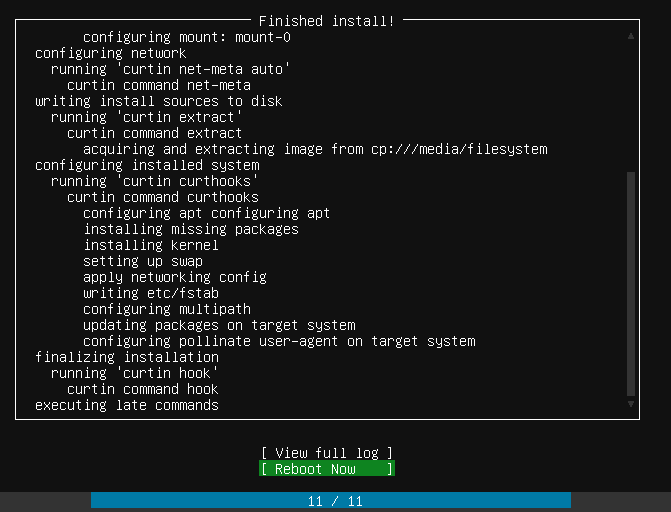 Finished install!
configuring mount: mount-0
configuring network
running 'curtin net-meta auto'
curtin command net-meta
writing install sources to disk
running 'curtin extract'
curtin command extract
acquiring and extracting image from cp:///media/filesystem
configuring installed system
running 'curtin curthooks'
curtin command curthooks
configuring apt configuring apt
installing missing packages
installing kernel
setting up swap
apply networking config
writing etc/fstab
configuring multipath
updating packages on target system
configuring pollinate user-agent on target system
finalizing installation
running 'curtin hook'
curtin command hook
executing late commands
[ View full log ]
[ Reboot Now ]
11 / 11